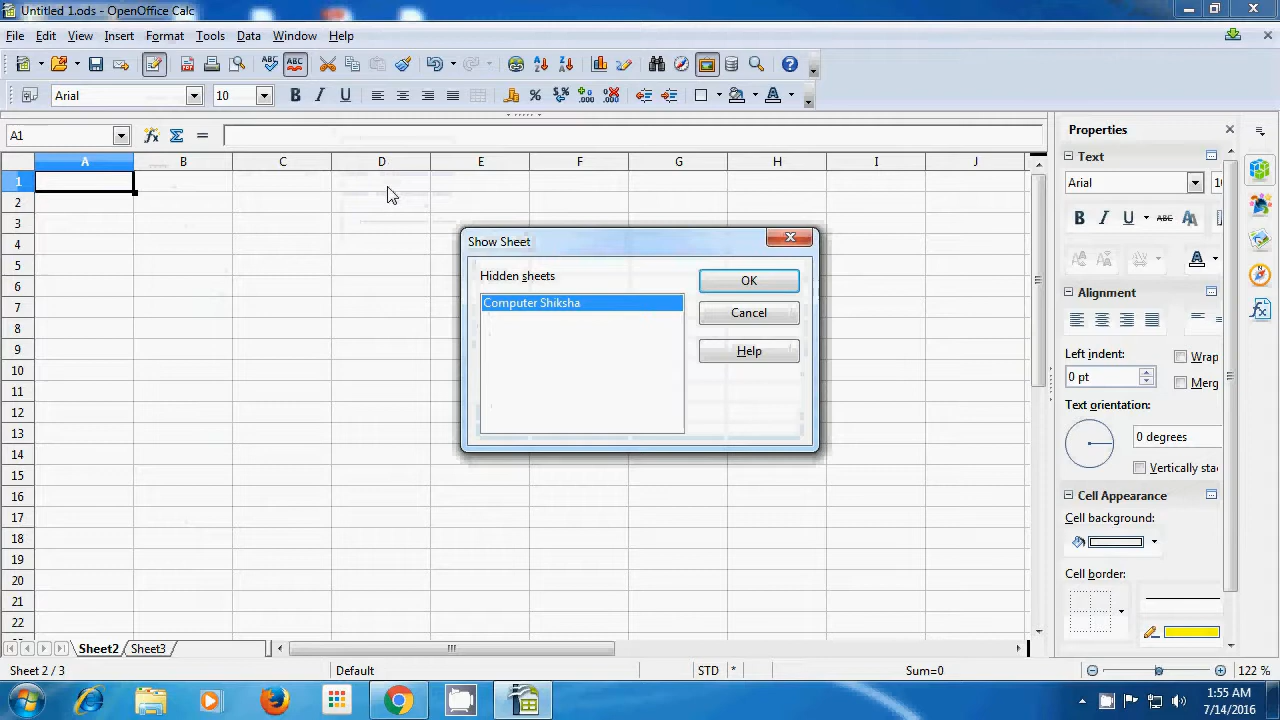 Untitled 1.ods - OpenOffice Calc
File Edit View Insert Format Tools Data Window Help
Arial 10
A1
A B C D E F G H I J
1
2
3
4
5
6
7
8
9
10
11
12
13
14
15
16
17
18
19
20
21
22
Show Sheet
Hidden sheets
Computer Shiksha
OK
Cancel
Help
Properties
Text
Arial
Alignment
Left indent:
Wrap
0 pt
Merg
Text orientation:
0 degrees
Vertically sta
Cell Appearance
Cell background:
Cell border:
Sheet2 Sheet3
Sheet 2 / 3 Default STD * Sum=0 122 %
1:55 AM
7/14/2016